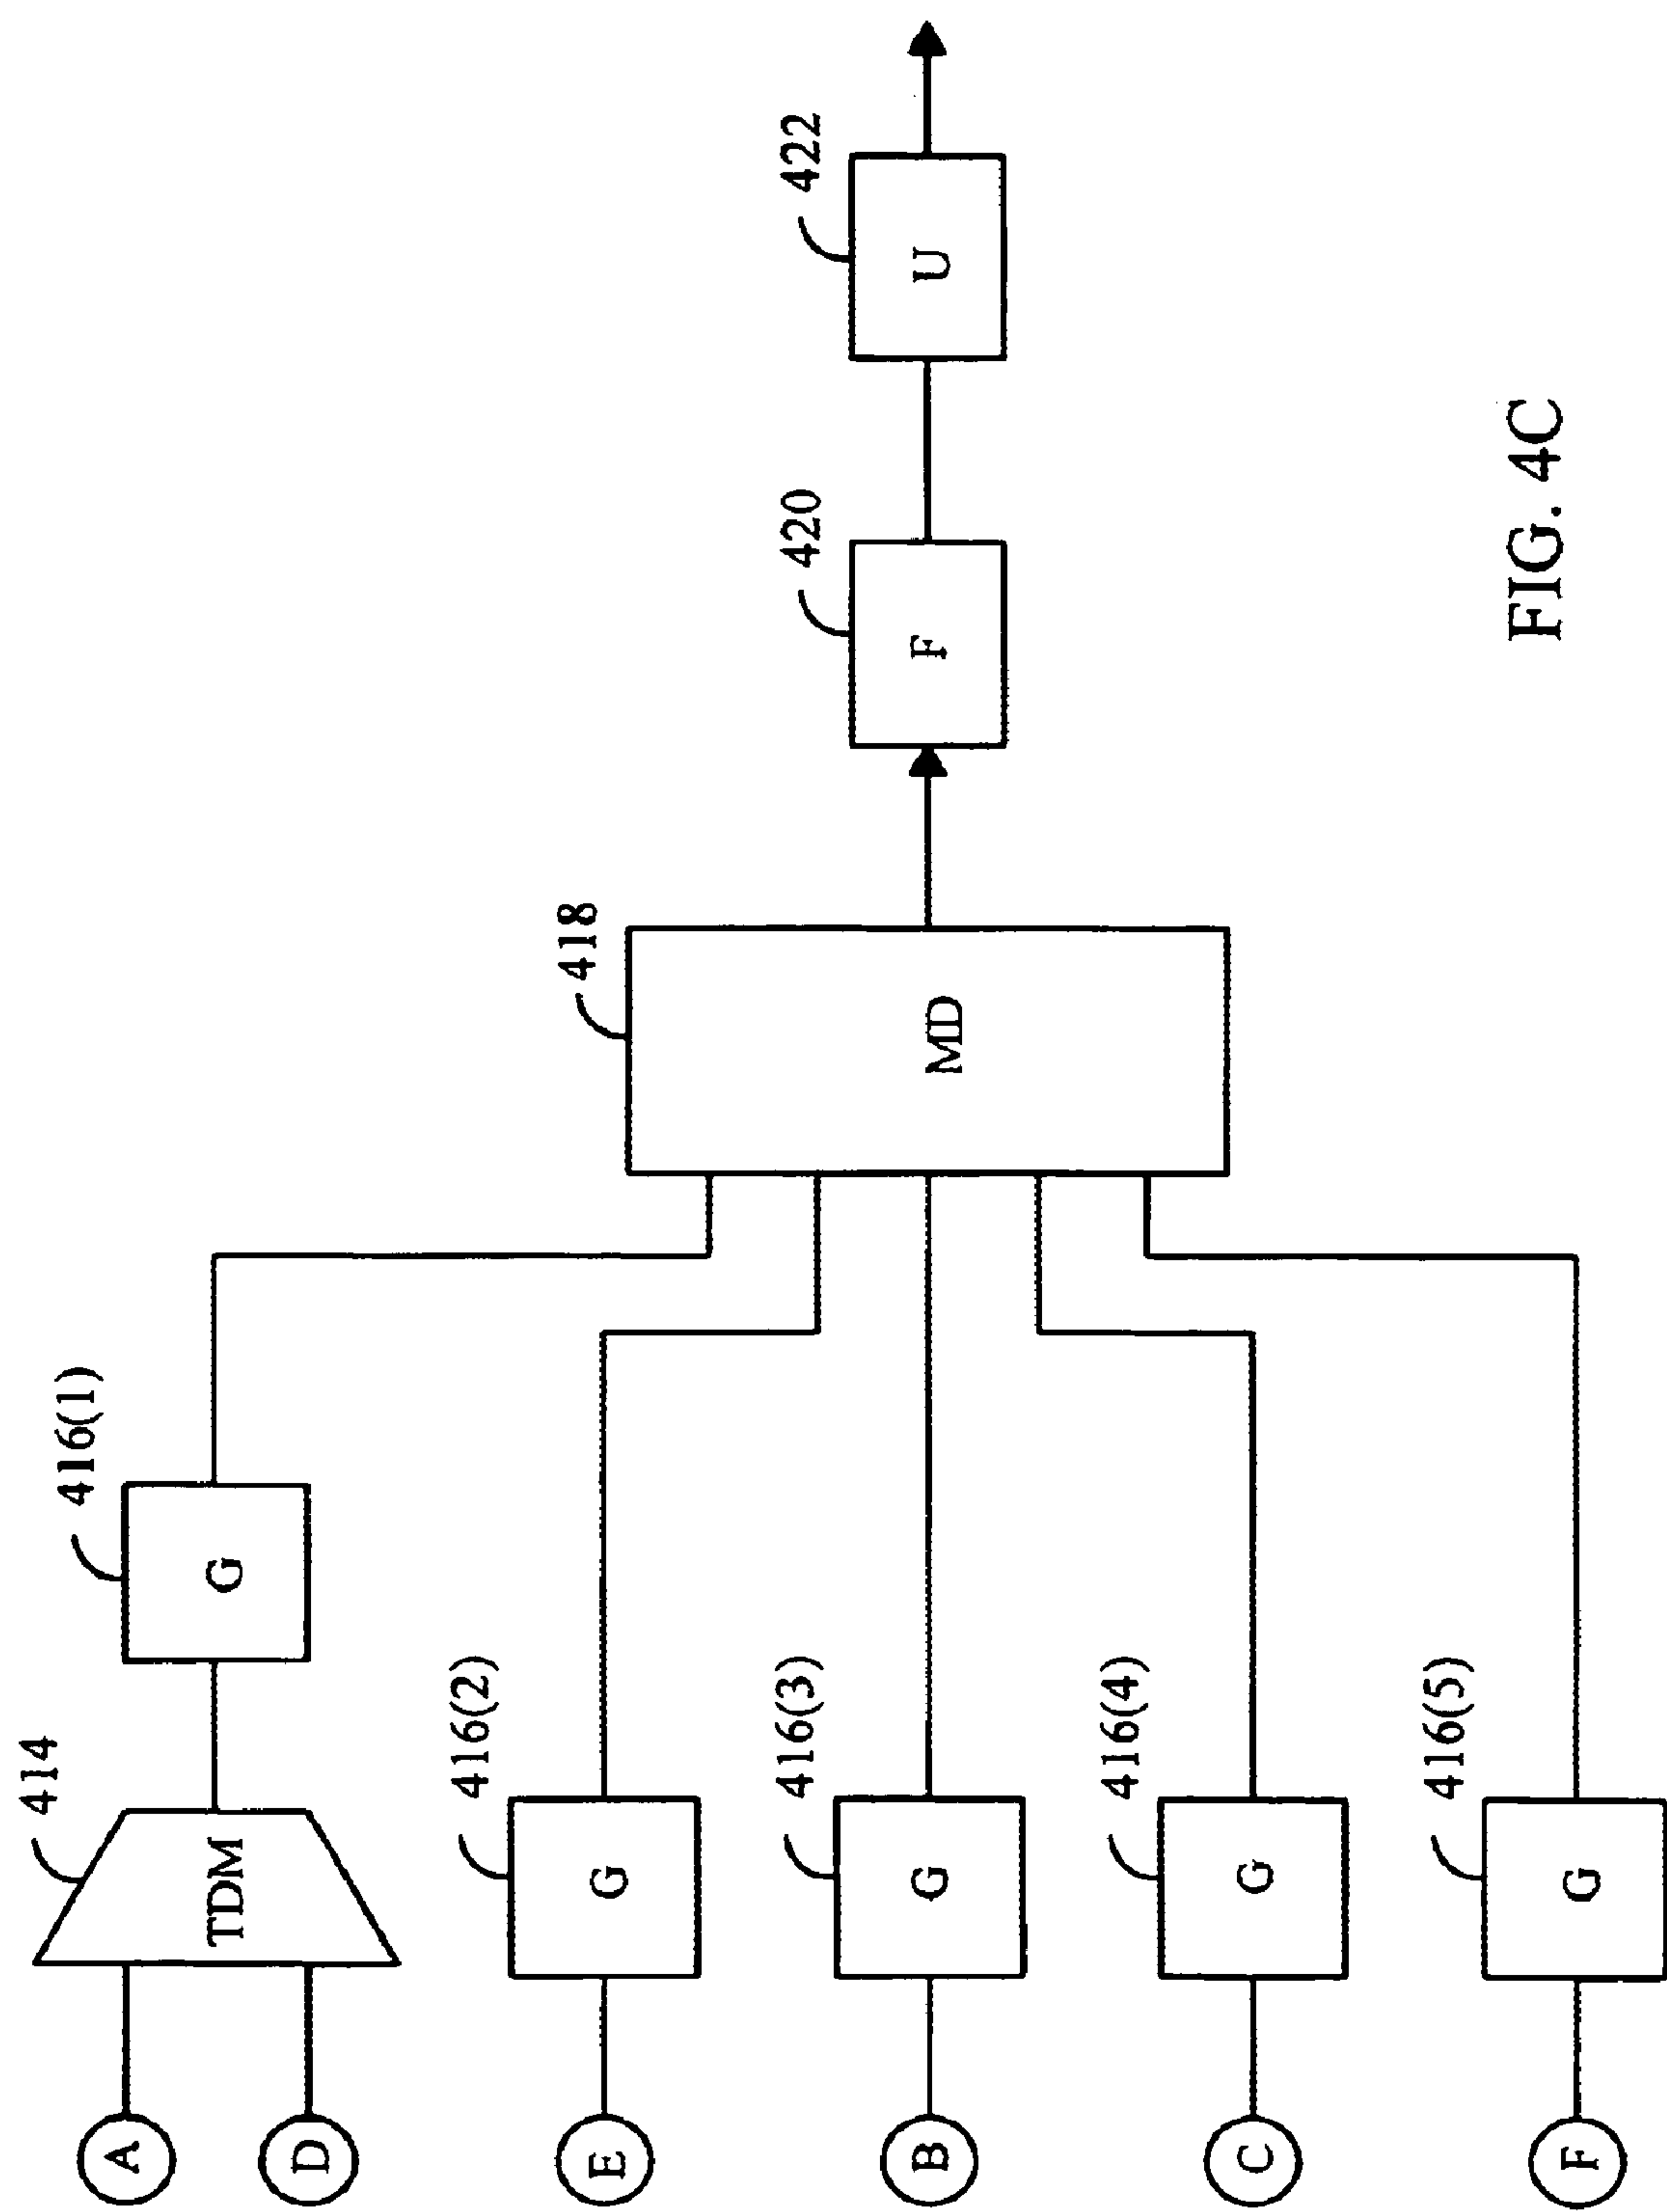 A
D
414
TDM
416(1)
G
E
416(2)
G
B
416(3)
G
C
416(4)
G
F
416(5)
G
418
MD
420
F
422
U
FIG. 4C